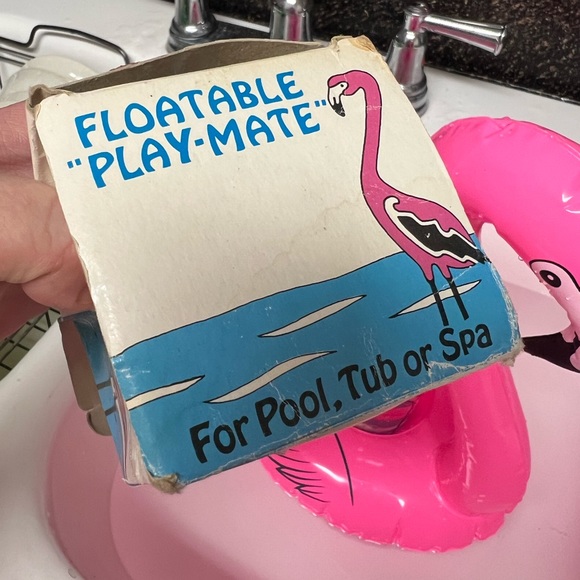 FLOATABLE
"PLAY-MATE"
For Pool, Tub or Spa